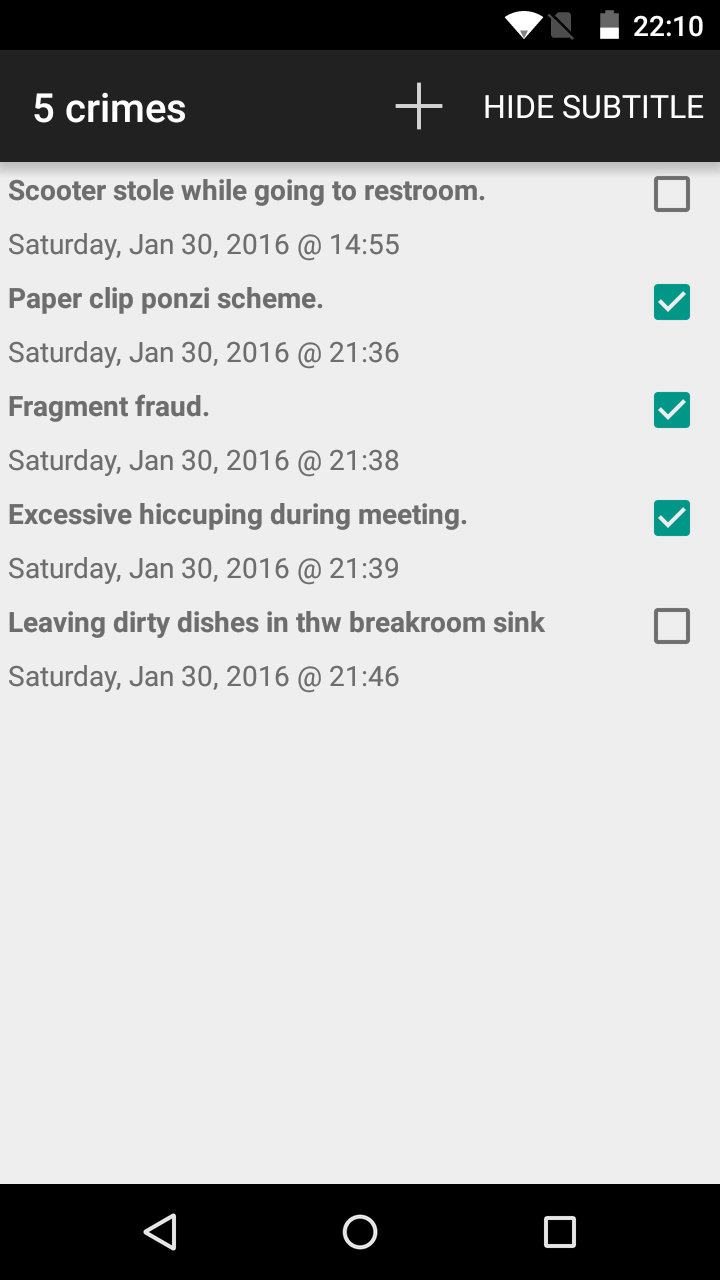 22:10
5 crimes
HIDE SUBTITLE
Scooter stole while going to restroom.
Saturday, Jan 30, 2016 @ 14:55
Paper clip ponzi scheme.
Saturday, Jan 30, 2016 @ 21:36
Fragment fraud.
Saturday, Jan 30, 2016 @ 21:38
Excessive hiccuping during meeting.
Saturday, Jan 30, 2016 @ 21:39
Leaving dirty dishes in thw breakroom sink
Saturday, Jan 30, 2016 @ 21:46